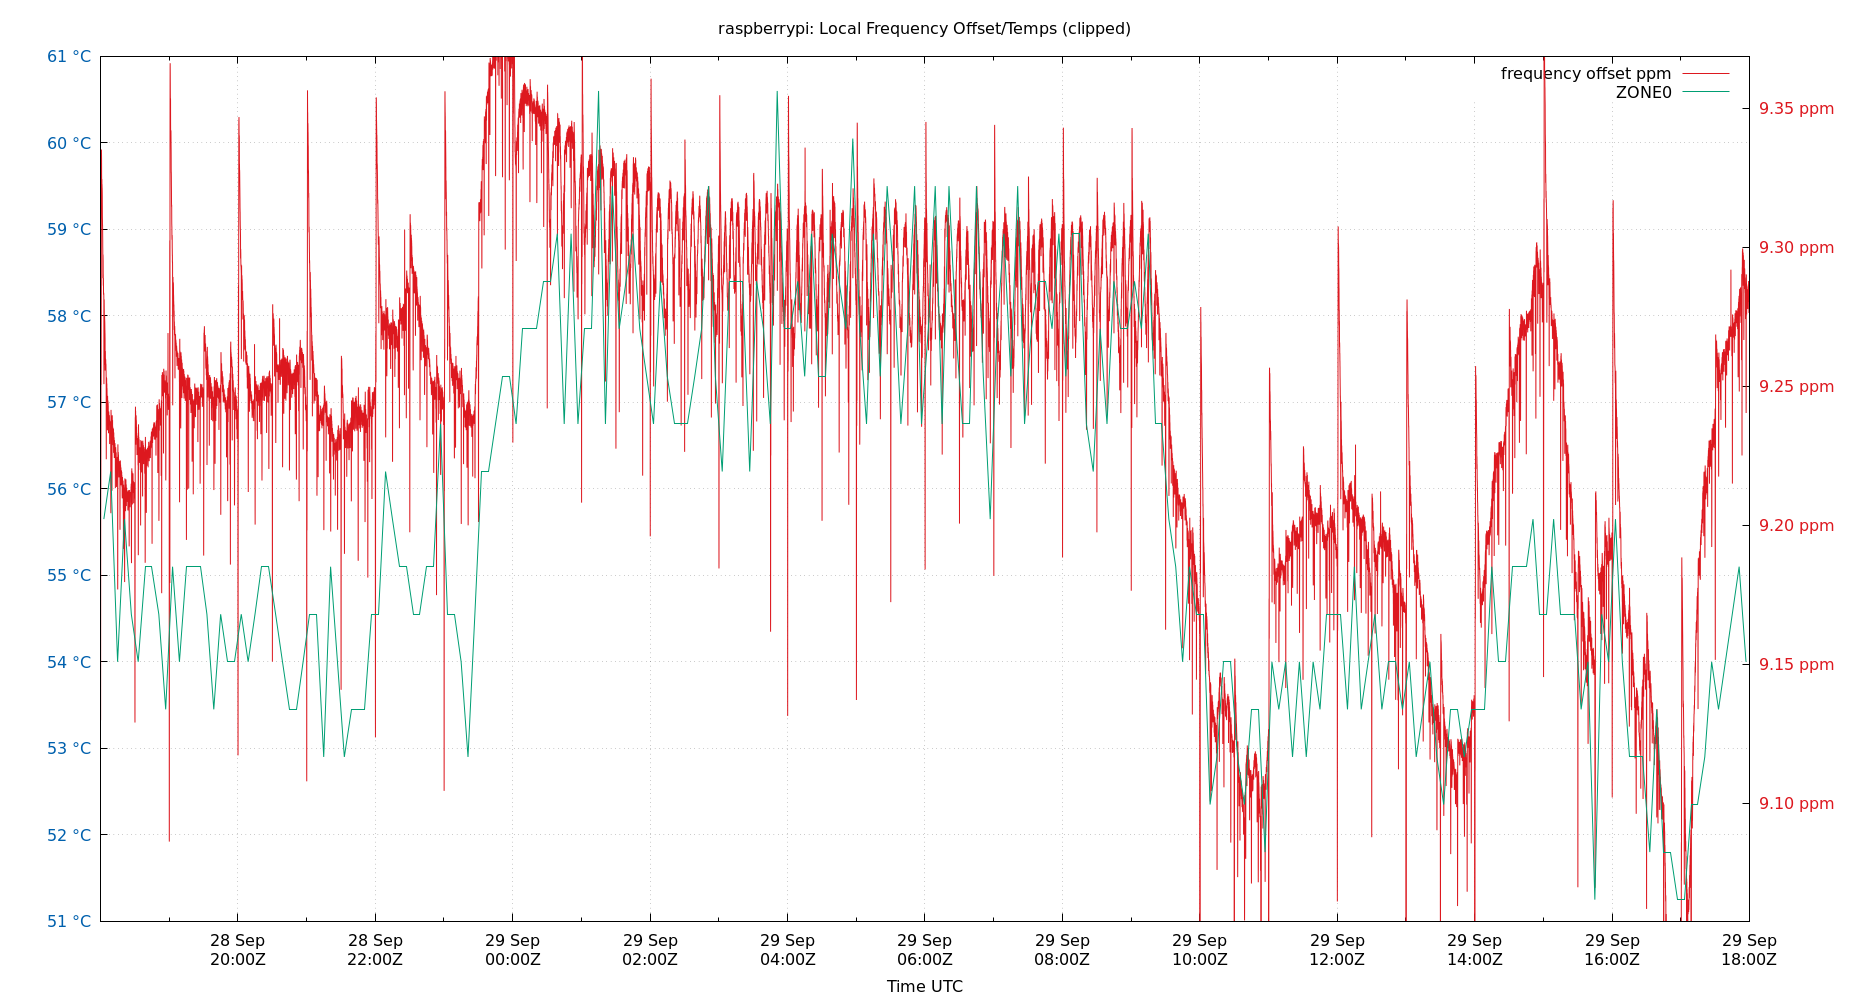 raspberrypi: Local Frequency Offset/Temps (clipped)
frequency offset ppm
ZONE0
61 °C
60 °C
59 °C
58 °C
57 °C
56 °C
55 °C
54 °C
53 °C
52 °C
51 °C
9.35 ppm
9.30 ppm
9.25 ppm
9.20 ppm
9.15 ppm
9.10 ppm
28 Sep 28 Sep 29 Sep 29 Sep 29 Sep 29 Sep 29 Sep 29 Sep 29 Sep 29 Sep 29 Sep 29 Sep
20:00Z 22:00Z 00:00Z 02:00Z 04:00Z 06:00Z 08:00Z 10:00Z 12:00Z 14:00Z 16:00Z 18:00Z
Time UTC